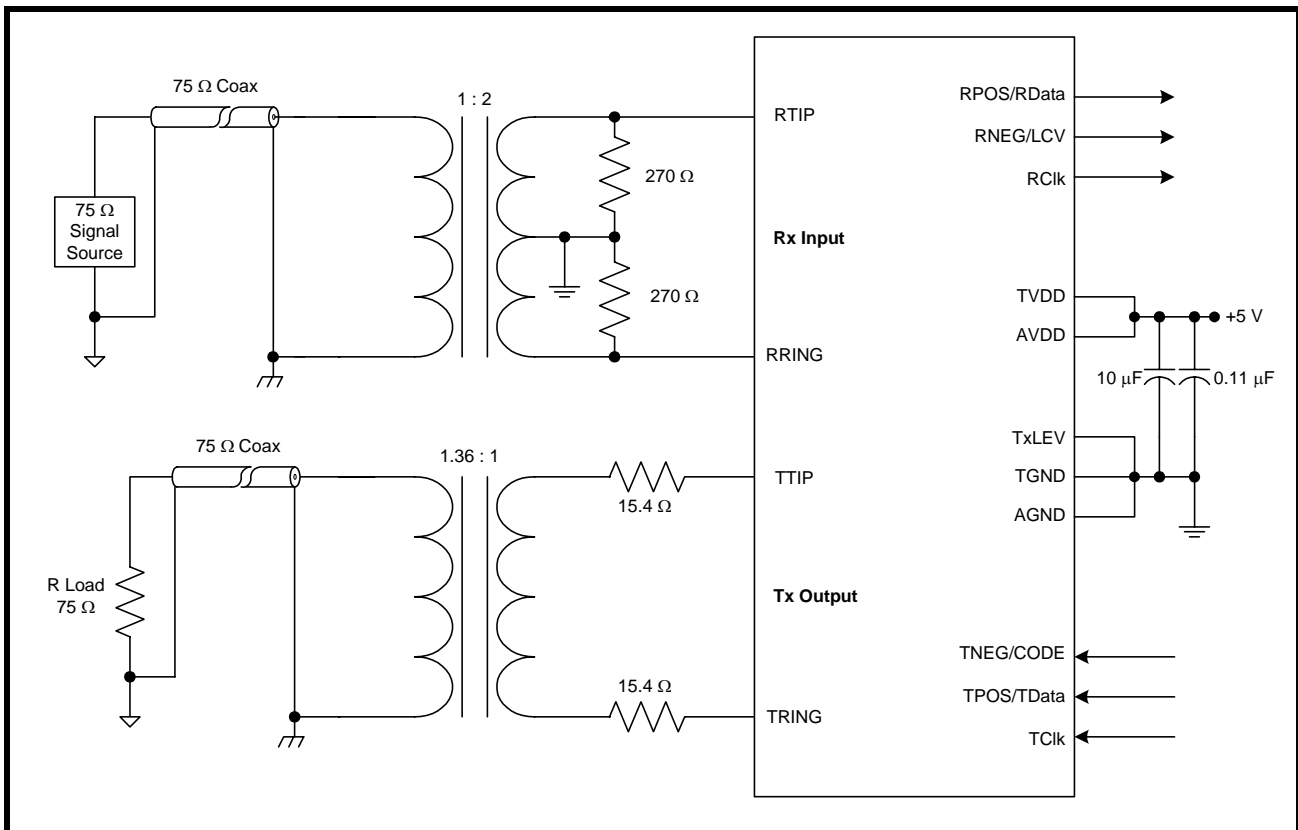 75 Ω Coax
1 : 2
75 Ω
Signal
Source
270 Ω
270 Ω
RTIP
Rx Input
RRING
RPOS/RData
RNEG/LCV
RClk
TVDD
AVDD
+5 V
10 μF
0.11 μF
TxLEV
TGND
AGND
75 Ω Coax
1.36 : 1
R Load
75 Ω
15.4 Ω
15.4 Ω
TTIP
Tx Output
TRING
TNEG/CODE
TPOS/TData
TClk